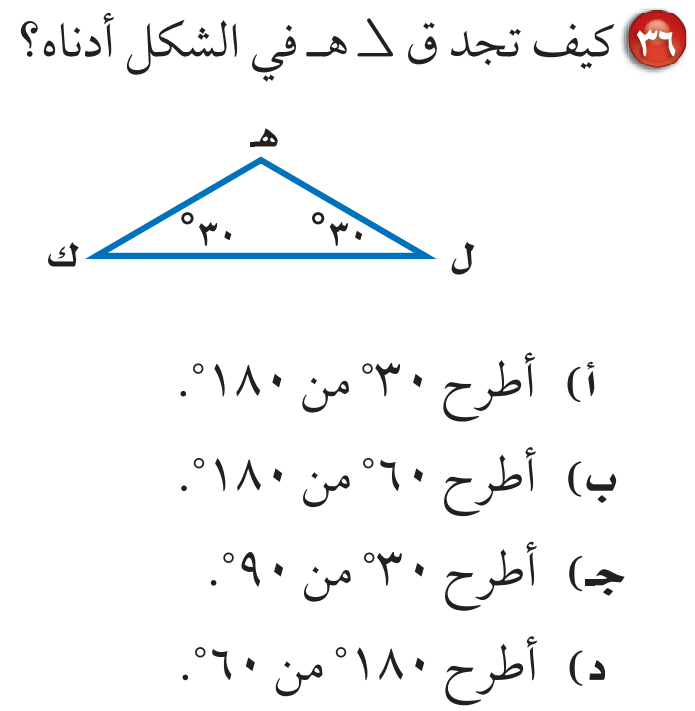 ٣٦ كيف تجد ق ∠ هـ في الشكل أدناه؟
هـ
٣٠° ٣٠°
ل ك
أ) أطرح ٣٠° من ١٨٠°.
ب) أطرح ٦٠° من ١٨٠°.
جـ) أطرح ٣٠° من ٩٠°.
د) أطرح ١٨٠° من ٦٠°.